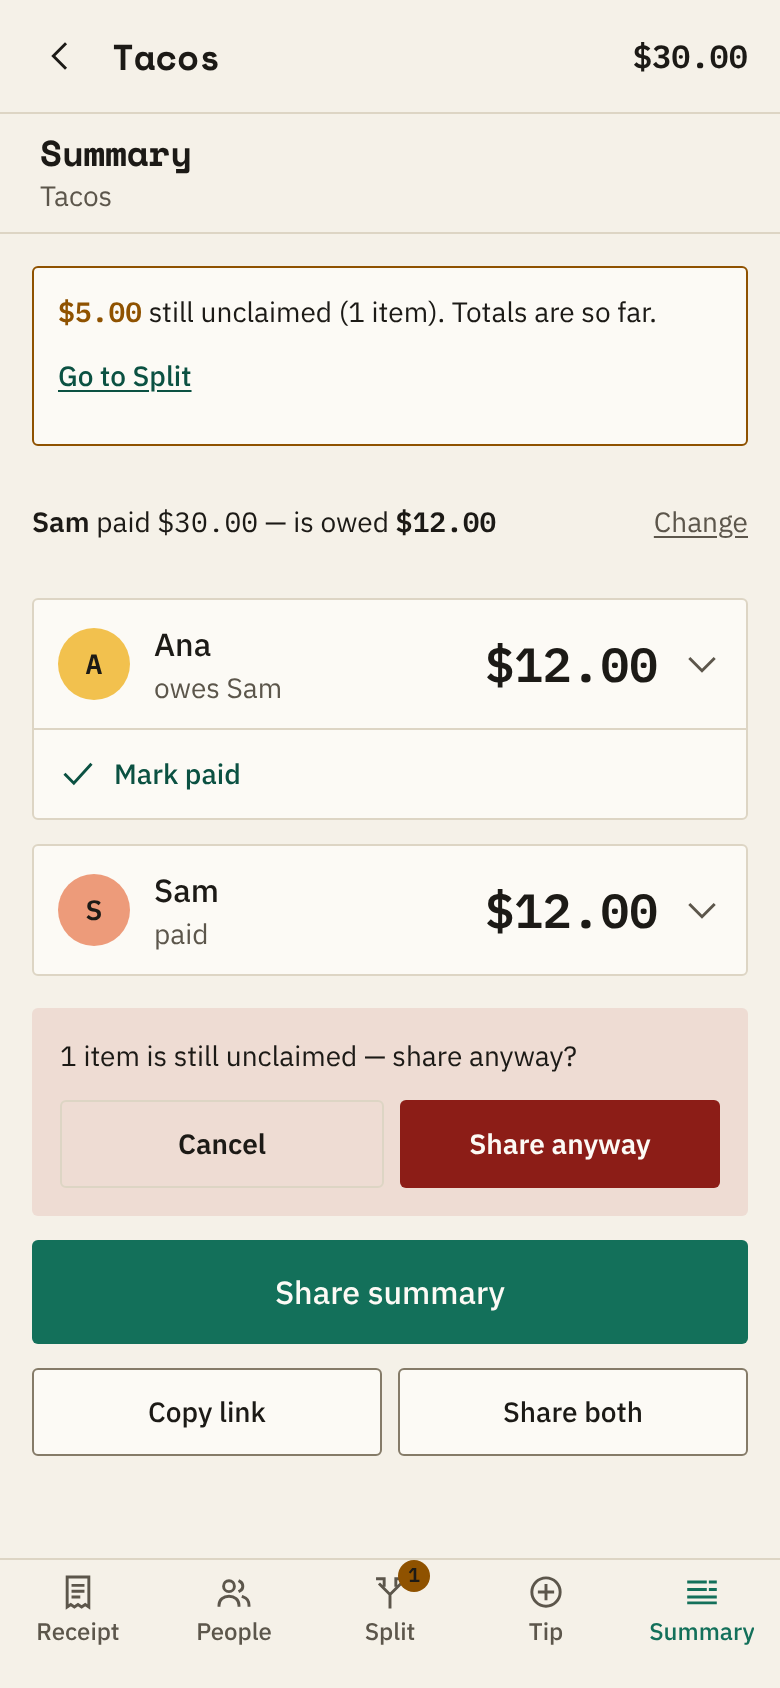 Tacos $30.00
Summary
Tacos
$5.00 still unclaimed (1 item). Totals are so far.
Go to Split
Sam paid $30.00 — is owed $12.00 Change
A Ana $12.00
owes Sam
Mark paid
S Sam $12.00
paid
1 item is still unclaimed — share anyway?
Cancel Share anyway
Share summary
Copy link Share both
1
Receipt People Split Tip Summary